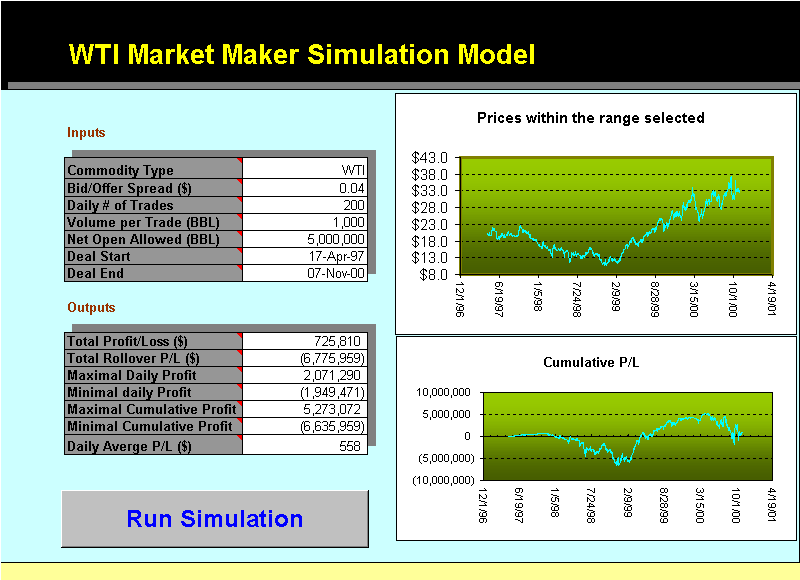 WTI Market Maker Simulation Model
Inputs
Commodity Type WTI
Bid/Offer Spread ($) 0.04
Daily # of Trades 200
Volume per Trade (BBL) 1,000
Net Open Allowed (BBL) 5,000,000
Deal Start 17-Apr-97
Deal End 07-Nov-00
Outputs
Total Profit/Loss ($) 725,810
Total Rollover P/L ($) (6,775,959)
Maximal Daily Profit 2,071,290
Minimal daily Profit (1,949,471)
Maximal Cumulative Profit 5,273,072
Minimal Cumulative Profit (6,635,959)
Daily Averge P/L ($) 558
Run Simulation
Prices within the range selected
$43.0
$38.0
$33.0
$28.0
$23.0
$18.0
$13.0
$8.0
12/1/96 6/19/97 1/5/98 7/24/98 2/9/99 8/28/99 3/15/00 10/1/00 4/19/01
Cumulative P/L
10,000,000
5,000,000
0
(5,000,000)
(10,000,000)
12/1/96 6/19/97 1/5/98 7/24/98 2/9/99 8/28/99 3/15/00 10/1/00 4/19/01